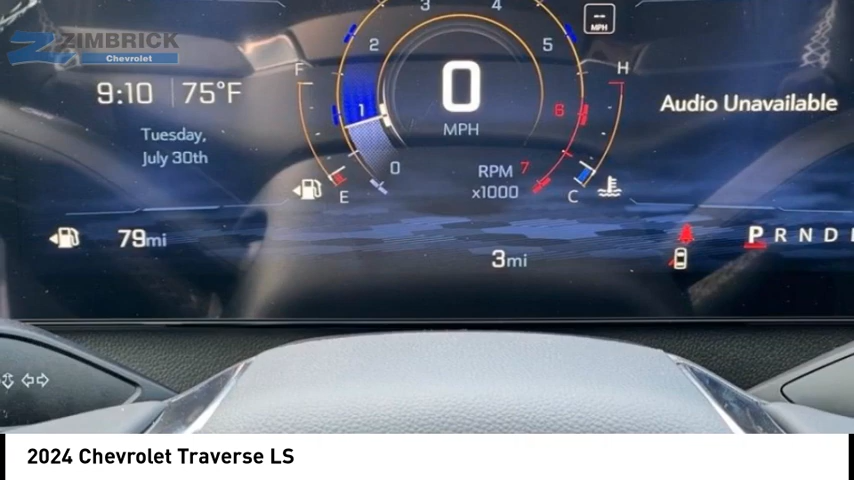 ZIMBRICK
Chevrolet
9:10 75°F
Tuesday,
July 30th
F
E
0
1
2
3
4
5
6
7
0
MPH
RPM
x1000
--
MPH
H
C
Audio Unavailable
79mi
3mi
P R N D
2024 Chevrolet Traverse LS